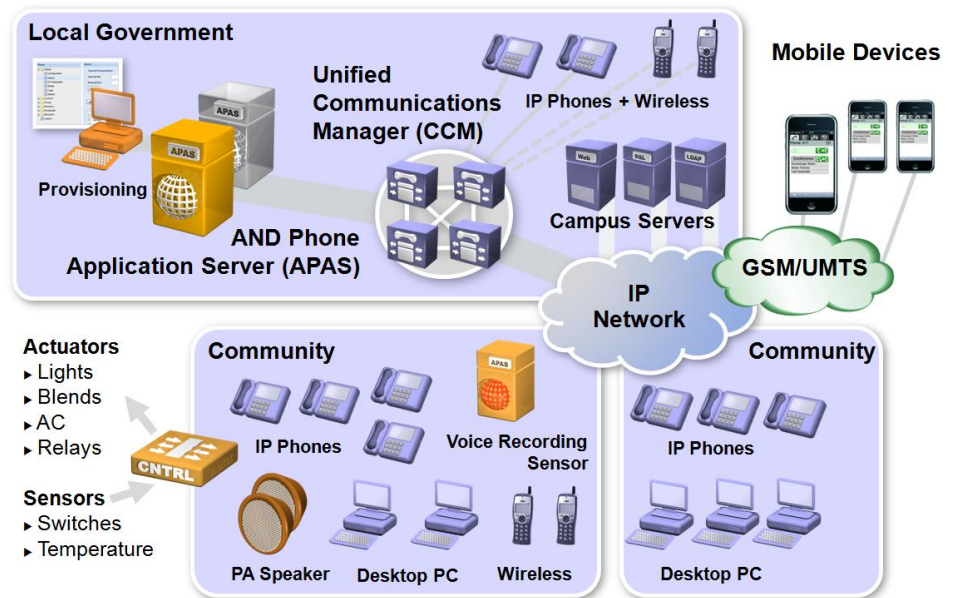 Local Government
Unified
Communications
Manager (CCM)
IP Phones + Wireless
Mobile Devices
APAS
APAS
Provisioning
Web
SQL
LDAP
Campus Servers
AND Phone
Application Server (APAS)
GSM/UMTS
IP
Network
Actuators
▸ Lights
▸ Blends
▸ AC
▸ Relays
CNTRL
Sensors
▸ Switches
▸ Temperature
Community
APAS
IP Phones
Voice Recording
Sensor
PA Speaker
Desktop PC
Wireless
Community
IP Phones
Desktop PC